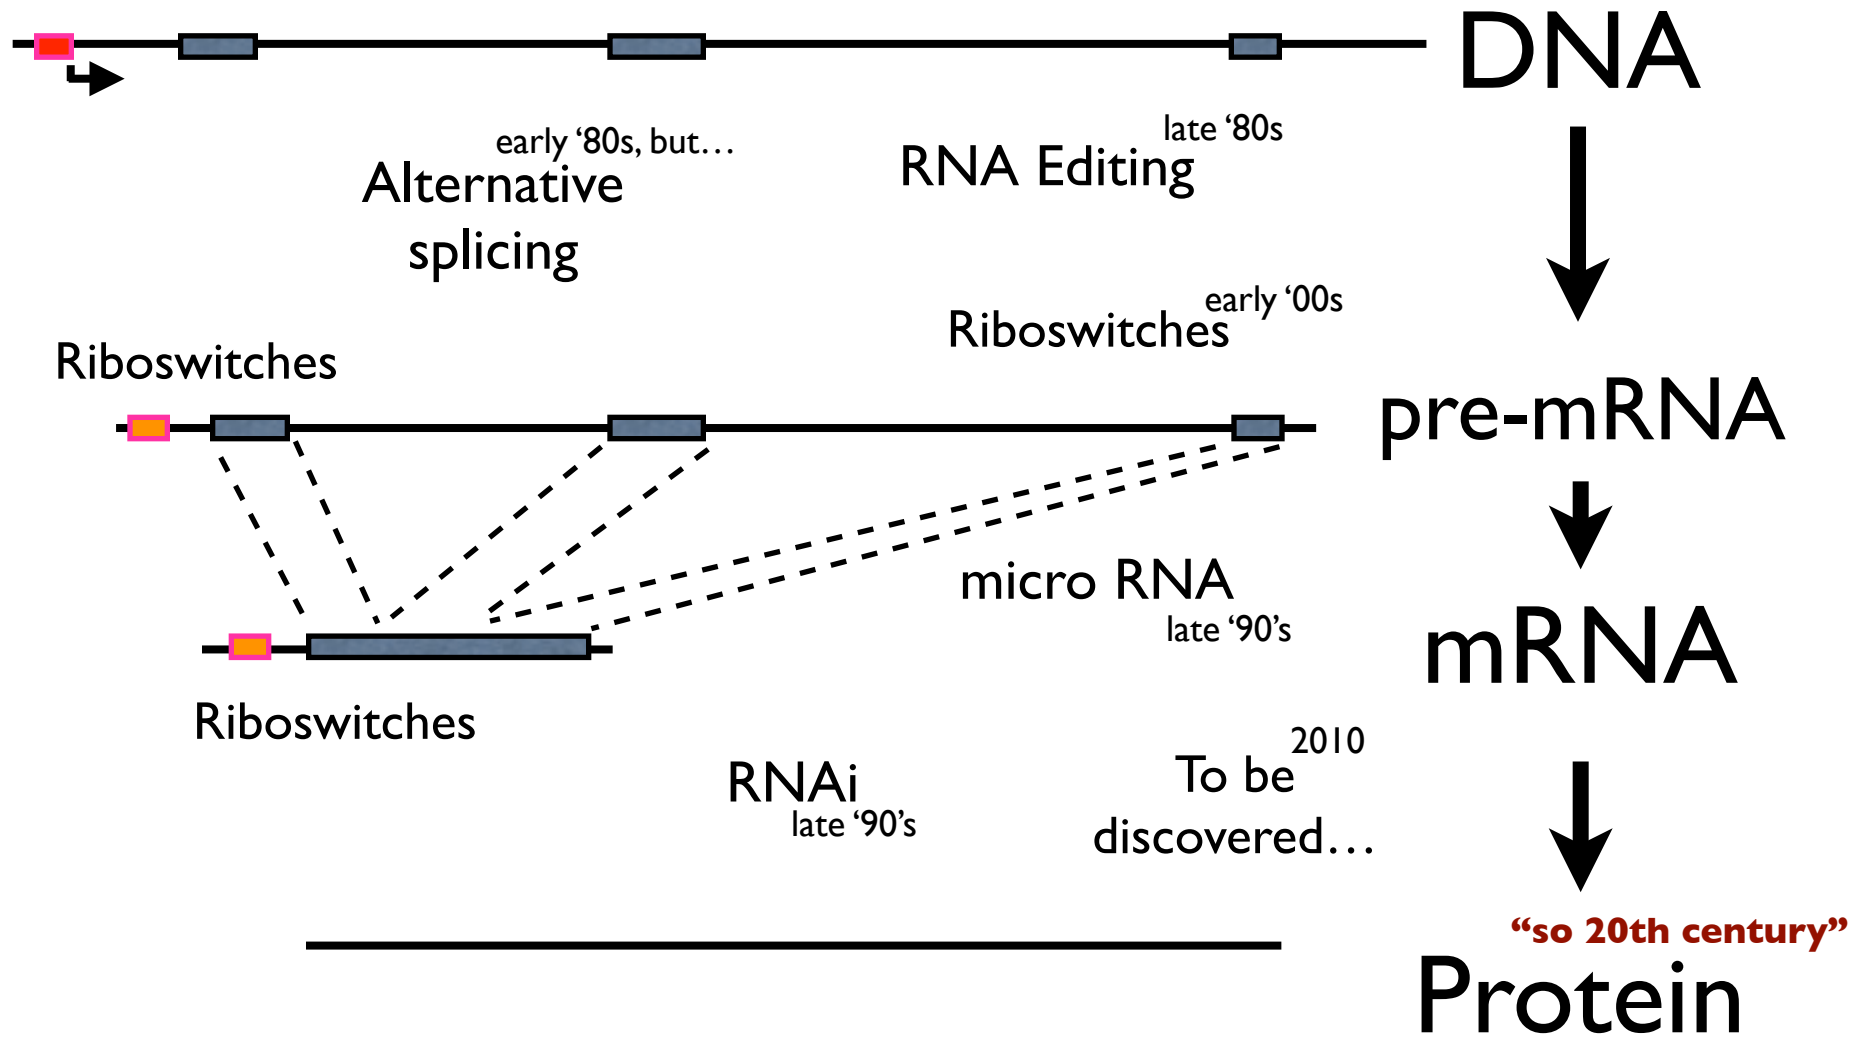 DNA
early ‘80s, but…
late ‘80s
Alternative
splicing
RNA Editing
early ‘00s
Riboswitches
Riboswitches
pre-mRNA
micro RNA
late ‘90’s
mRNA
Riboswitches
2010
To be
discovered…
RNAi
late ‘90’s
“so 20th century”
Protein